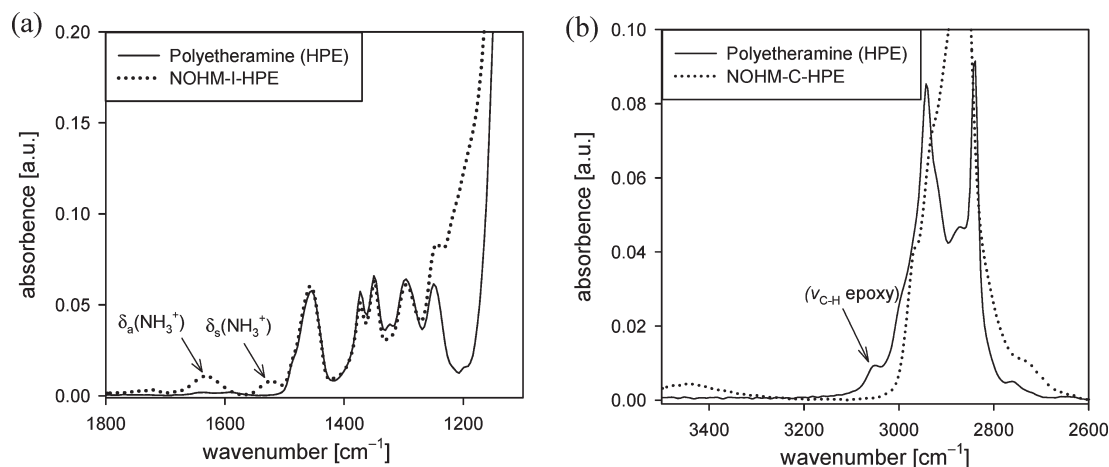 (a)
0.20
0.15
0.10
0.05
0.00
absorbence [a.u.]
Polyetheramine (HPE)
NOHM-I-HPE
δₐ(NH₃⁺)
δₛ(NH₃⁺)
1800 1600 1400 1200
wavenumber [cm⁻¹]
(b)
0.10
0.08
0.06
0.04
0.02
0.00
absorbence [a.u.]
Polyetheramine (HPE)
NOHM-C-HPE
(ν_C-H epoxy)
3400 3200 3000 2800 2600
wavenumber [cm⁻¹]